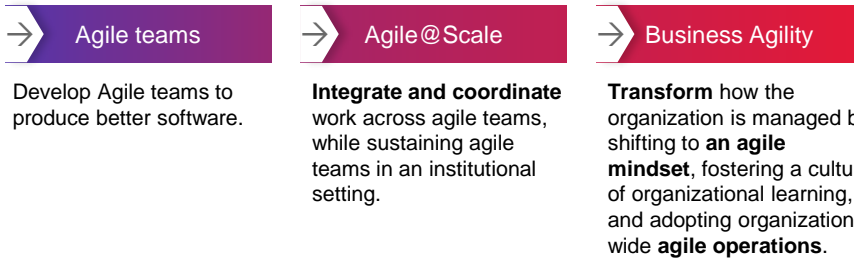 Agile teams
Develop Agile teams to
produce better software.
Agile@Scale
Integrate and coordinate
work across agile teams,
while sustaining agile
teams in an institutional
setting.
Business Agility
Transform how the
organization is managed
shifting to an agile
mindset, fostering a
of organizational learning,
and adopting organization
wide agile operations.